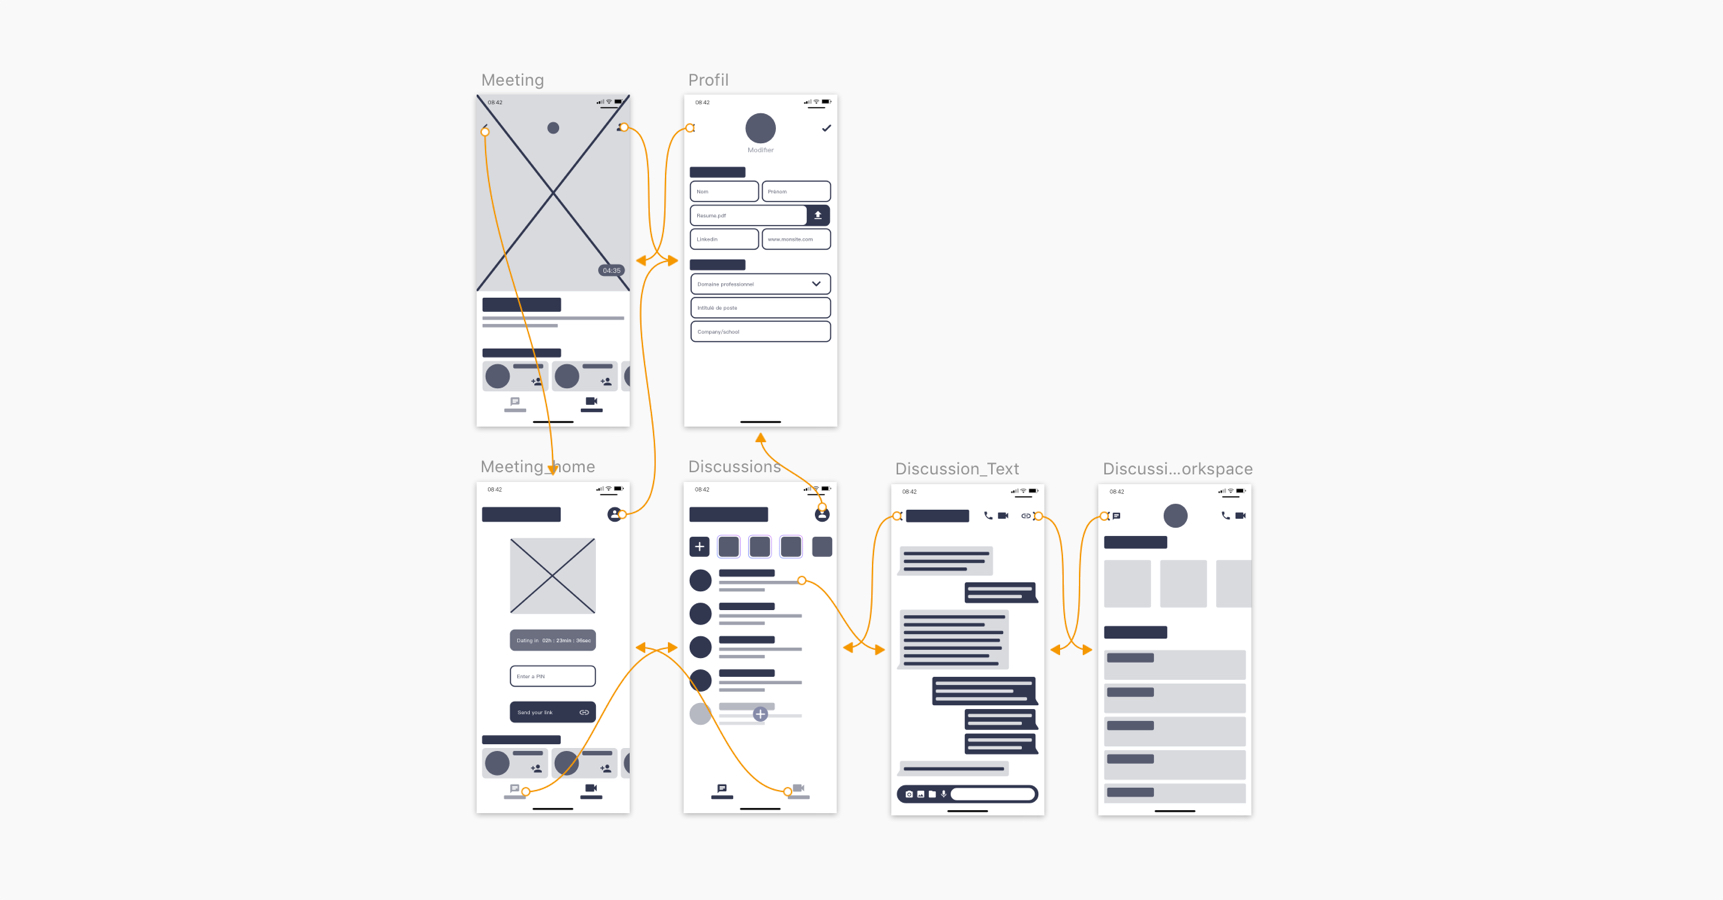 Meeting
Profil
08:42
08:42
Modifier
Nom
Prénom
Resume.pdf
LinkedIn
www.monsite.com
04:35
Domaine professionnel
Intitulé de poste
Company/school
Meeting_home
Discussions
Discussion_Text
Discussi...orkspace
08:42
08:42
08:42
08:42
Dating in 02h : 23min : 36sec
Enter a PIN
Send your link